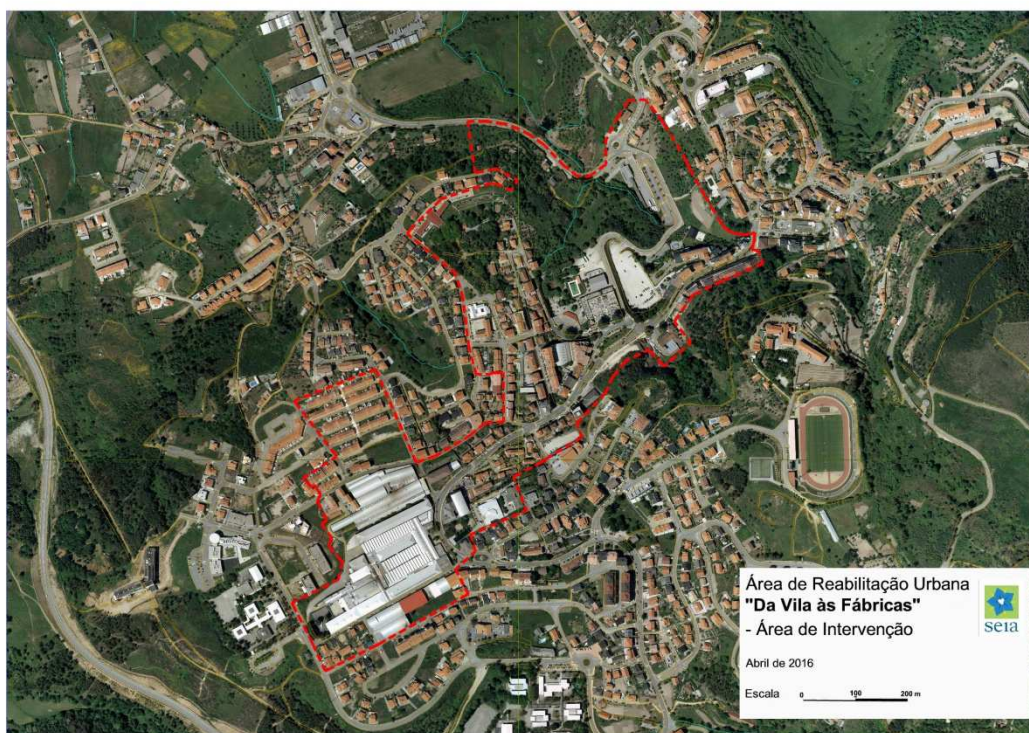 Área de Reabilitação Urbana
"Da Vila às Fábricas"
- Área de Intervenção
seia
Abril de 2016
Escala 0 100 200 m